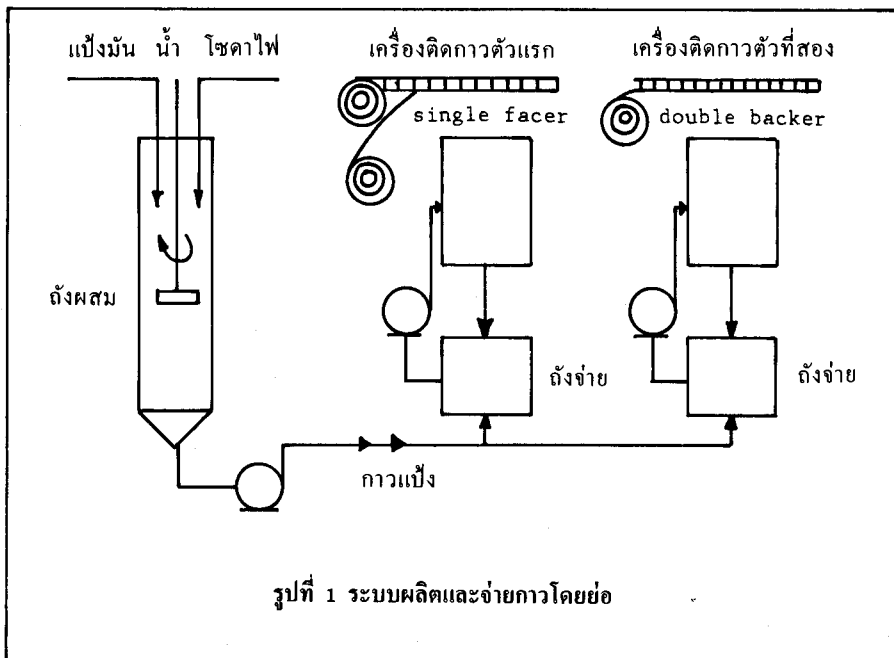 แป้งมัน น้ำ โซดาไฟ
เครื่องติดกาวตัวแรก
เครื่องติดกาวตัวที่สอง
single facer
double backer
ถังผสม
ถังจ่าย
ถังจ่าย
กาวแป้ง
รูปที่ 1 ระบบผลิตและจ่ายกาวโดยย่อ